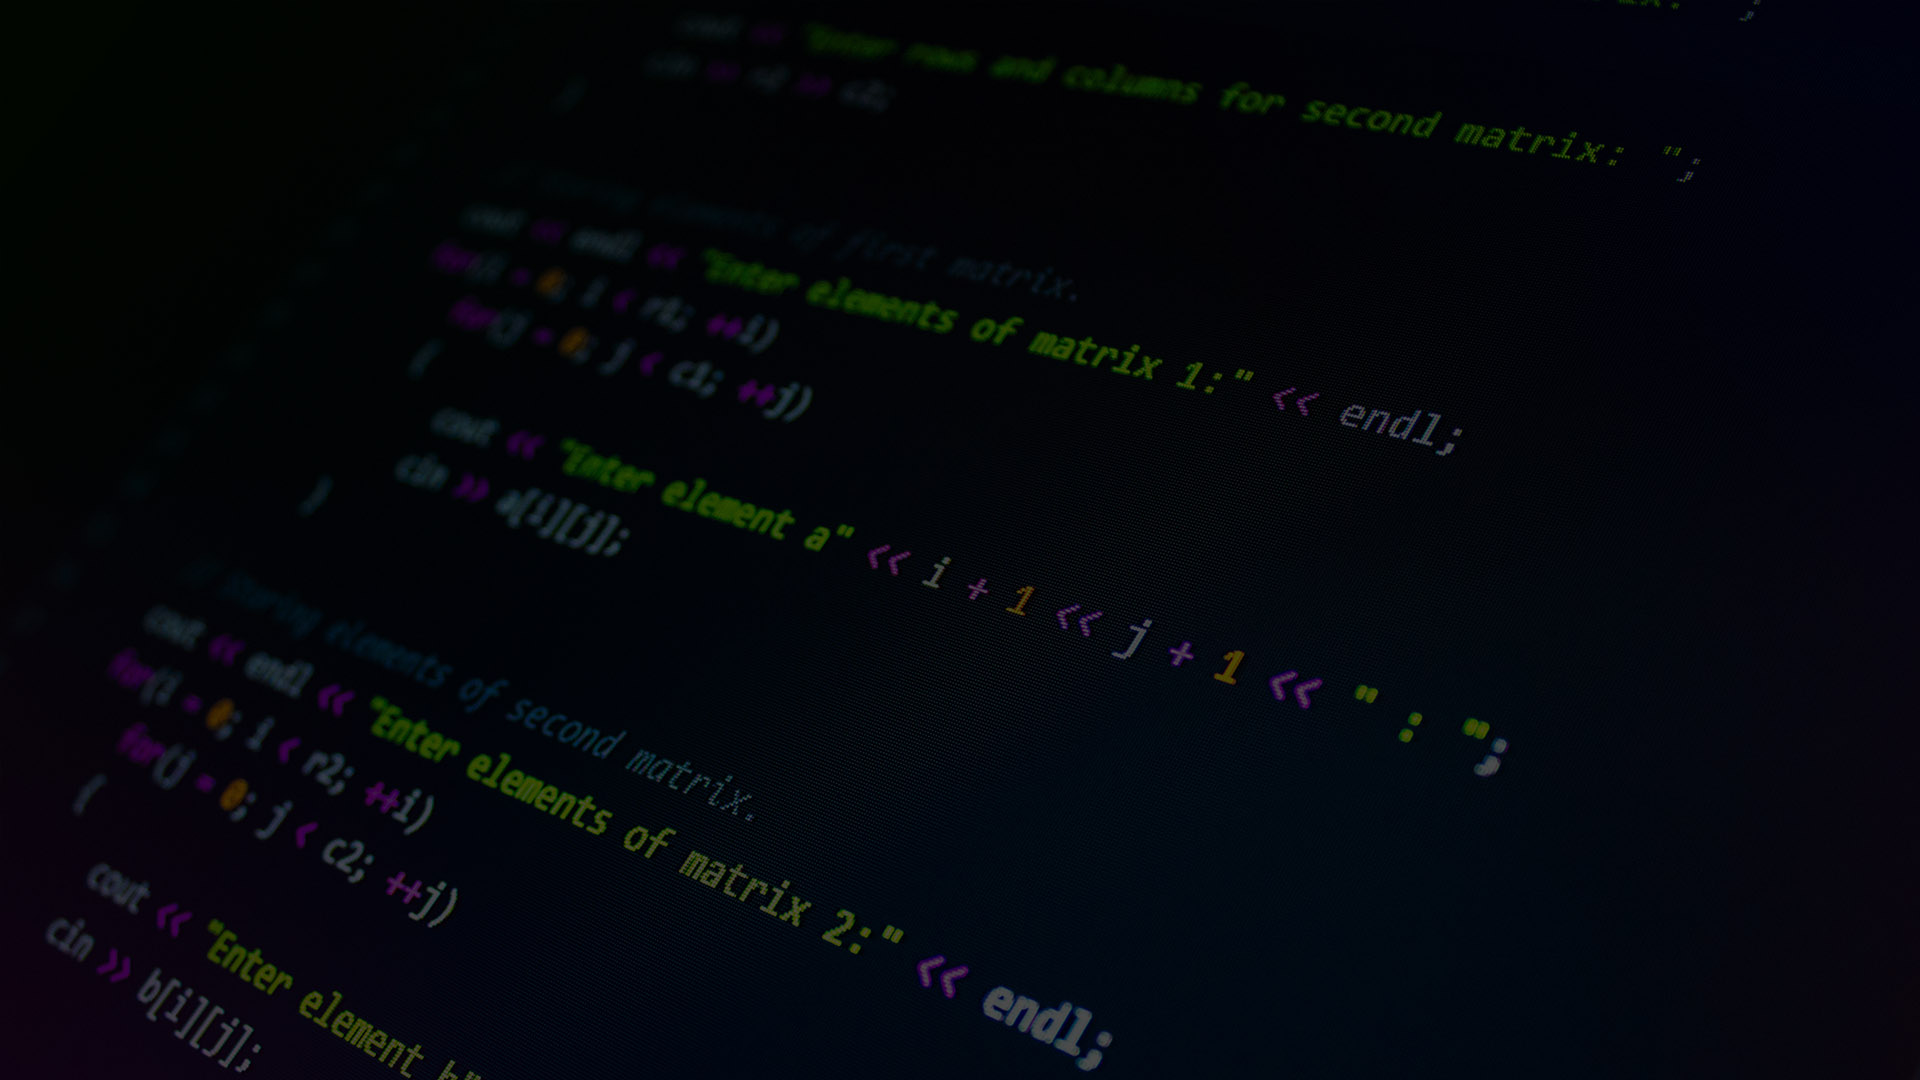 cout << "Enter rows and columns for second matrix: ";
cin >> r2 >> c2;
}
// Storing elements of first matrix.
cout << endl << "Enter elements of matrix 1:" << endl;
for(i = 0; i < r1; ++i)
for(j = 0; j < c1; ++j)
{
cout << "Enter element a" << i + 1 << j + 1 << " : ";
cin >> a[i][j];
}
// Storing elements of second matrix.
cout << endl << "Enter elements of matrix 2:" << endl;
for(i = 0; i < r2; ++i)
for(j = 0; j < c2; ++j)
{
cout << "Enter element b"
cin >> b[i][j];